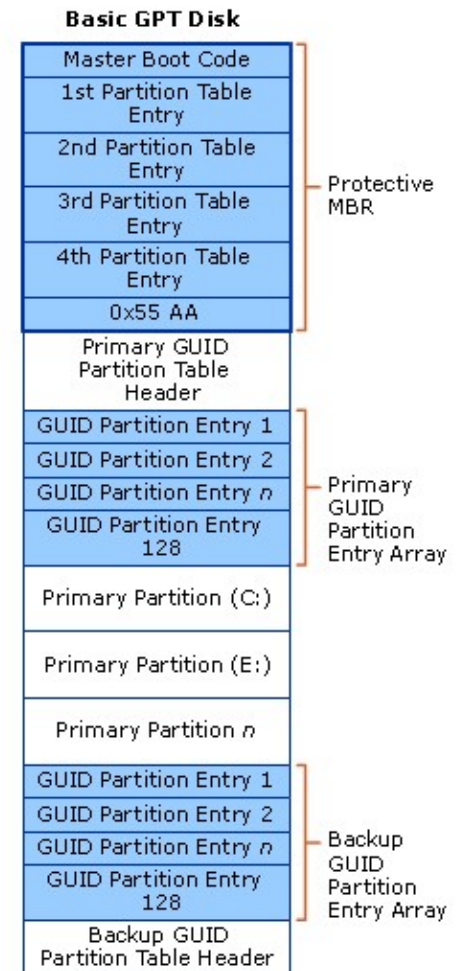 Basic GPT Disk
Master Boot Code
1st Partition Table
Entry
2nd Partition Table
Entry
3rd Partition Table
Entry
4th Partition Table
Entry
0x55 AA
Protective
MBR
Primary GUID
Partition Table
Header
GUID Partition Entry 1
GUID Partition Entry 2
GUID Partition Entry n
GUID Partition Entry
128
Primary
GUID
Partition
Entry Array
Primary Partition (C:)
Primary Partition (E:)
Primary Partition n
GUID Partition Entry 1
GUID Partition Entry 2
GUID Partition Entry n
GUID Partition Entry
128
Backup
GUID
Partition
Entry Array
Backup GUID
Partition Table Header